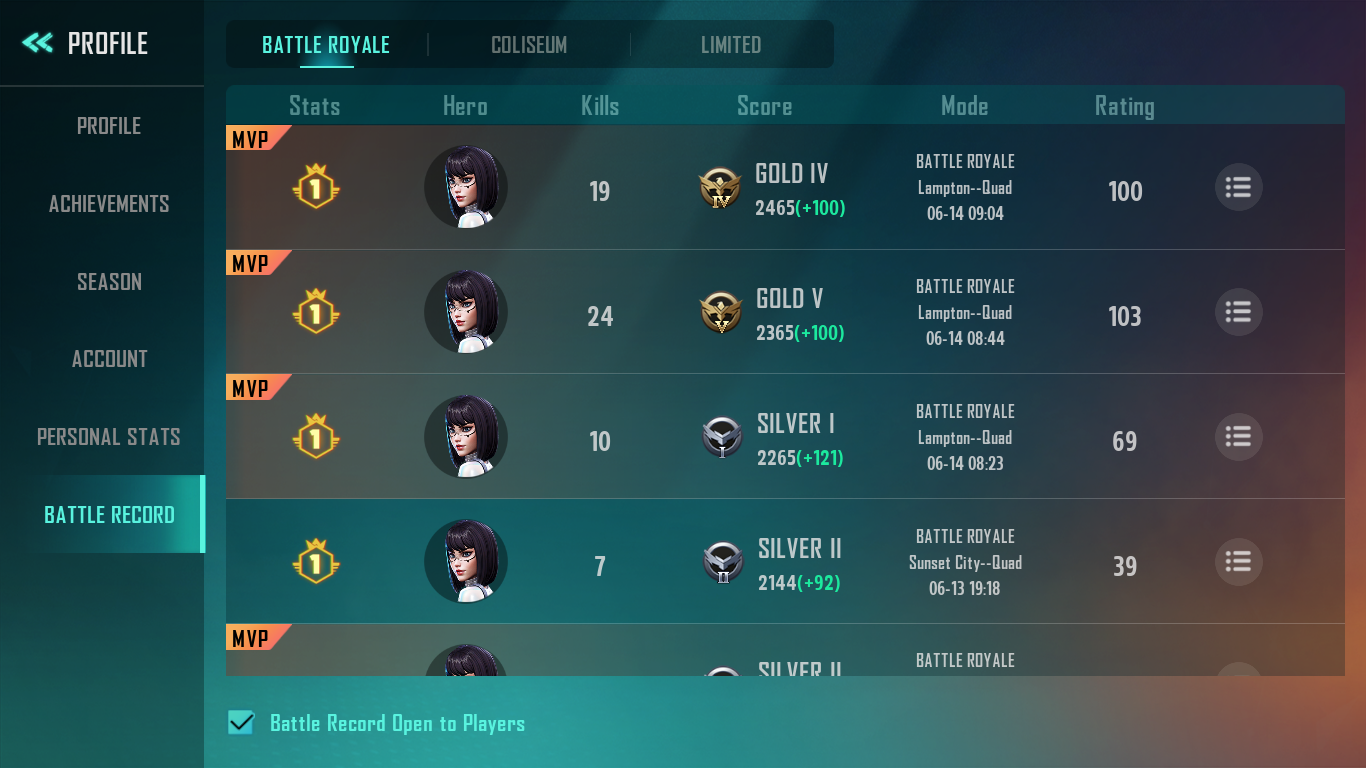 PROFILE
BATTLE ROYALE
COLISEUM
LIMITED
PROFILE
ACHIEVEMENTS
SEASON
ACCOUNT
PERSONAL STATS
BATTLE RECORD
Stats Hero Kills Score Mode Rating
MVP
1
19
IV
GOLD IV
2465(+100)
BATTLE ROYALE
Lampton--Quad
06-14 09:04
100
MVP
1
24
V
GOLD V
2365(+100)
BATTLE ROYALE
Lampton--Quad
06-14 08:44
103
MVP
1
10
I
SILVER I
2265(+121)
BATTLE ROYALE
Lampton--Quad
06-14 08:23
69
1
7
II
SILVER II
2144(+92)
BATTLE ROYALE
Sunset City--Quad
06-13 19:18
39
MVP
SILVER II
BATTLE ROYALE
Battle Record Open to Players